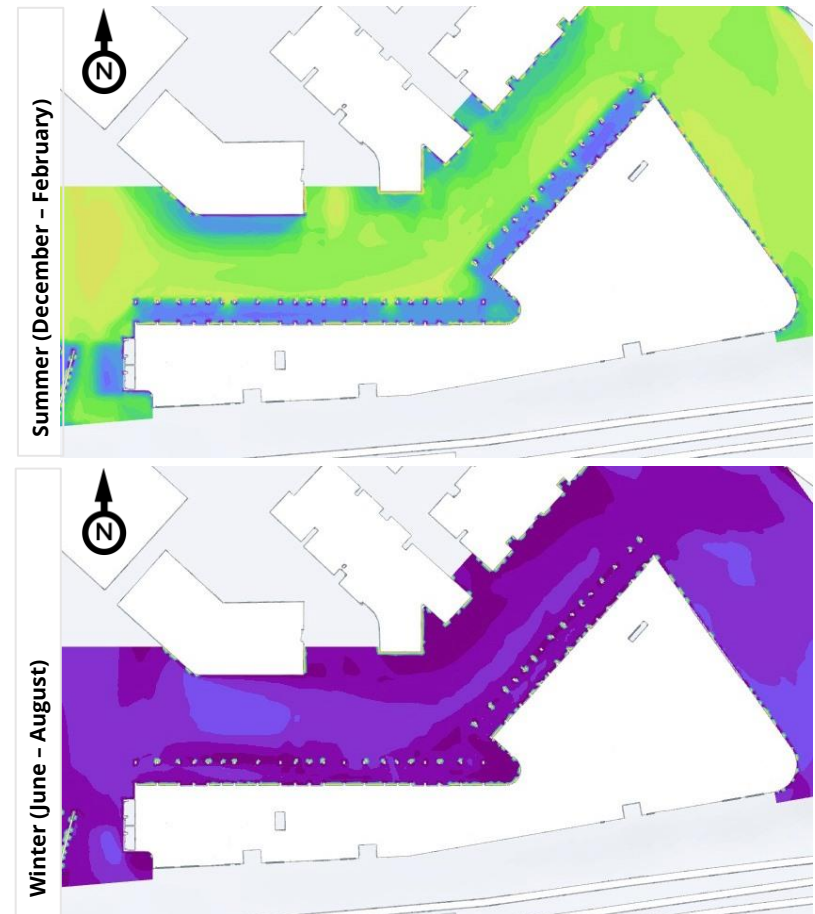 N
Summer (December – February)
N
Winter (June – August)